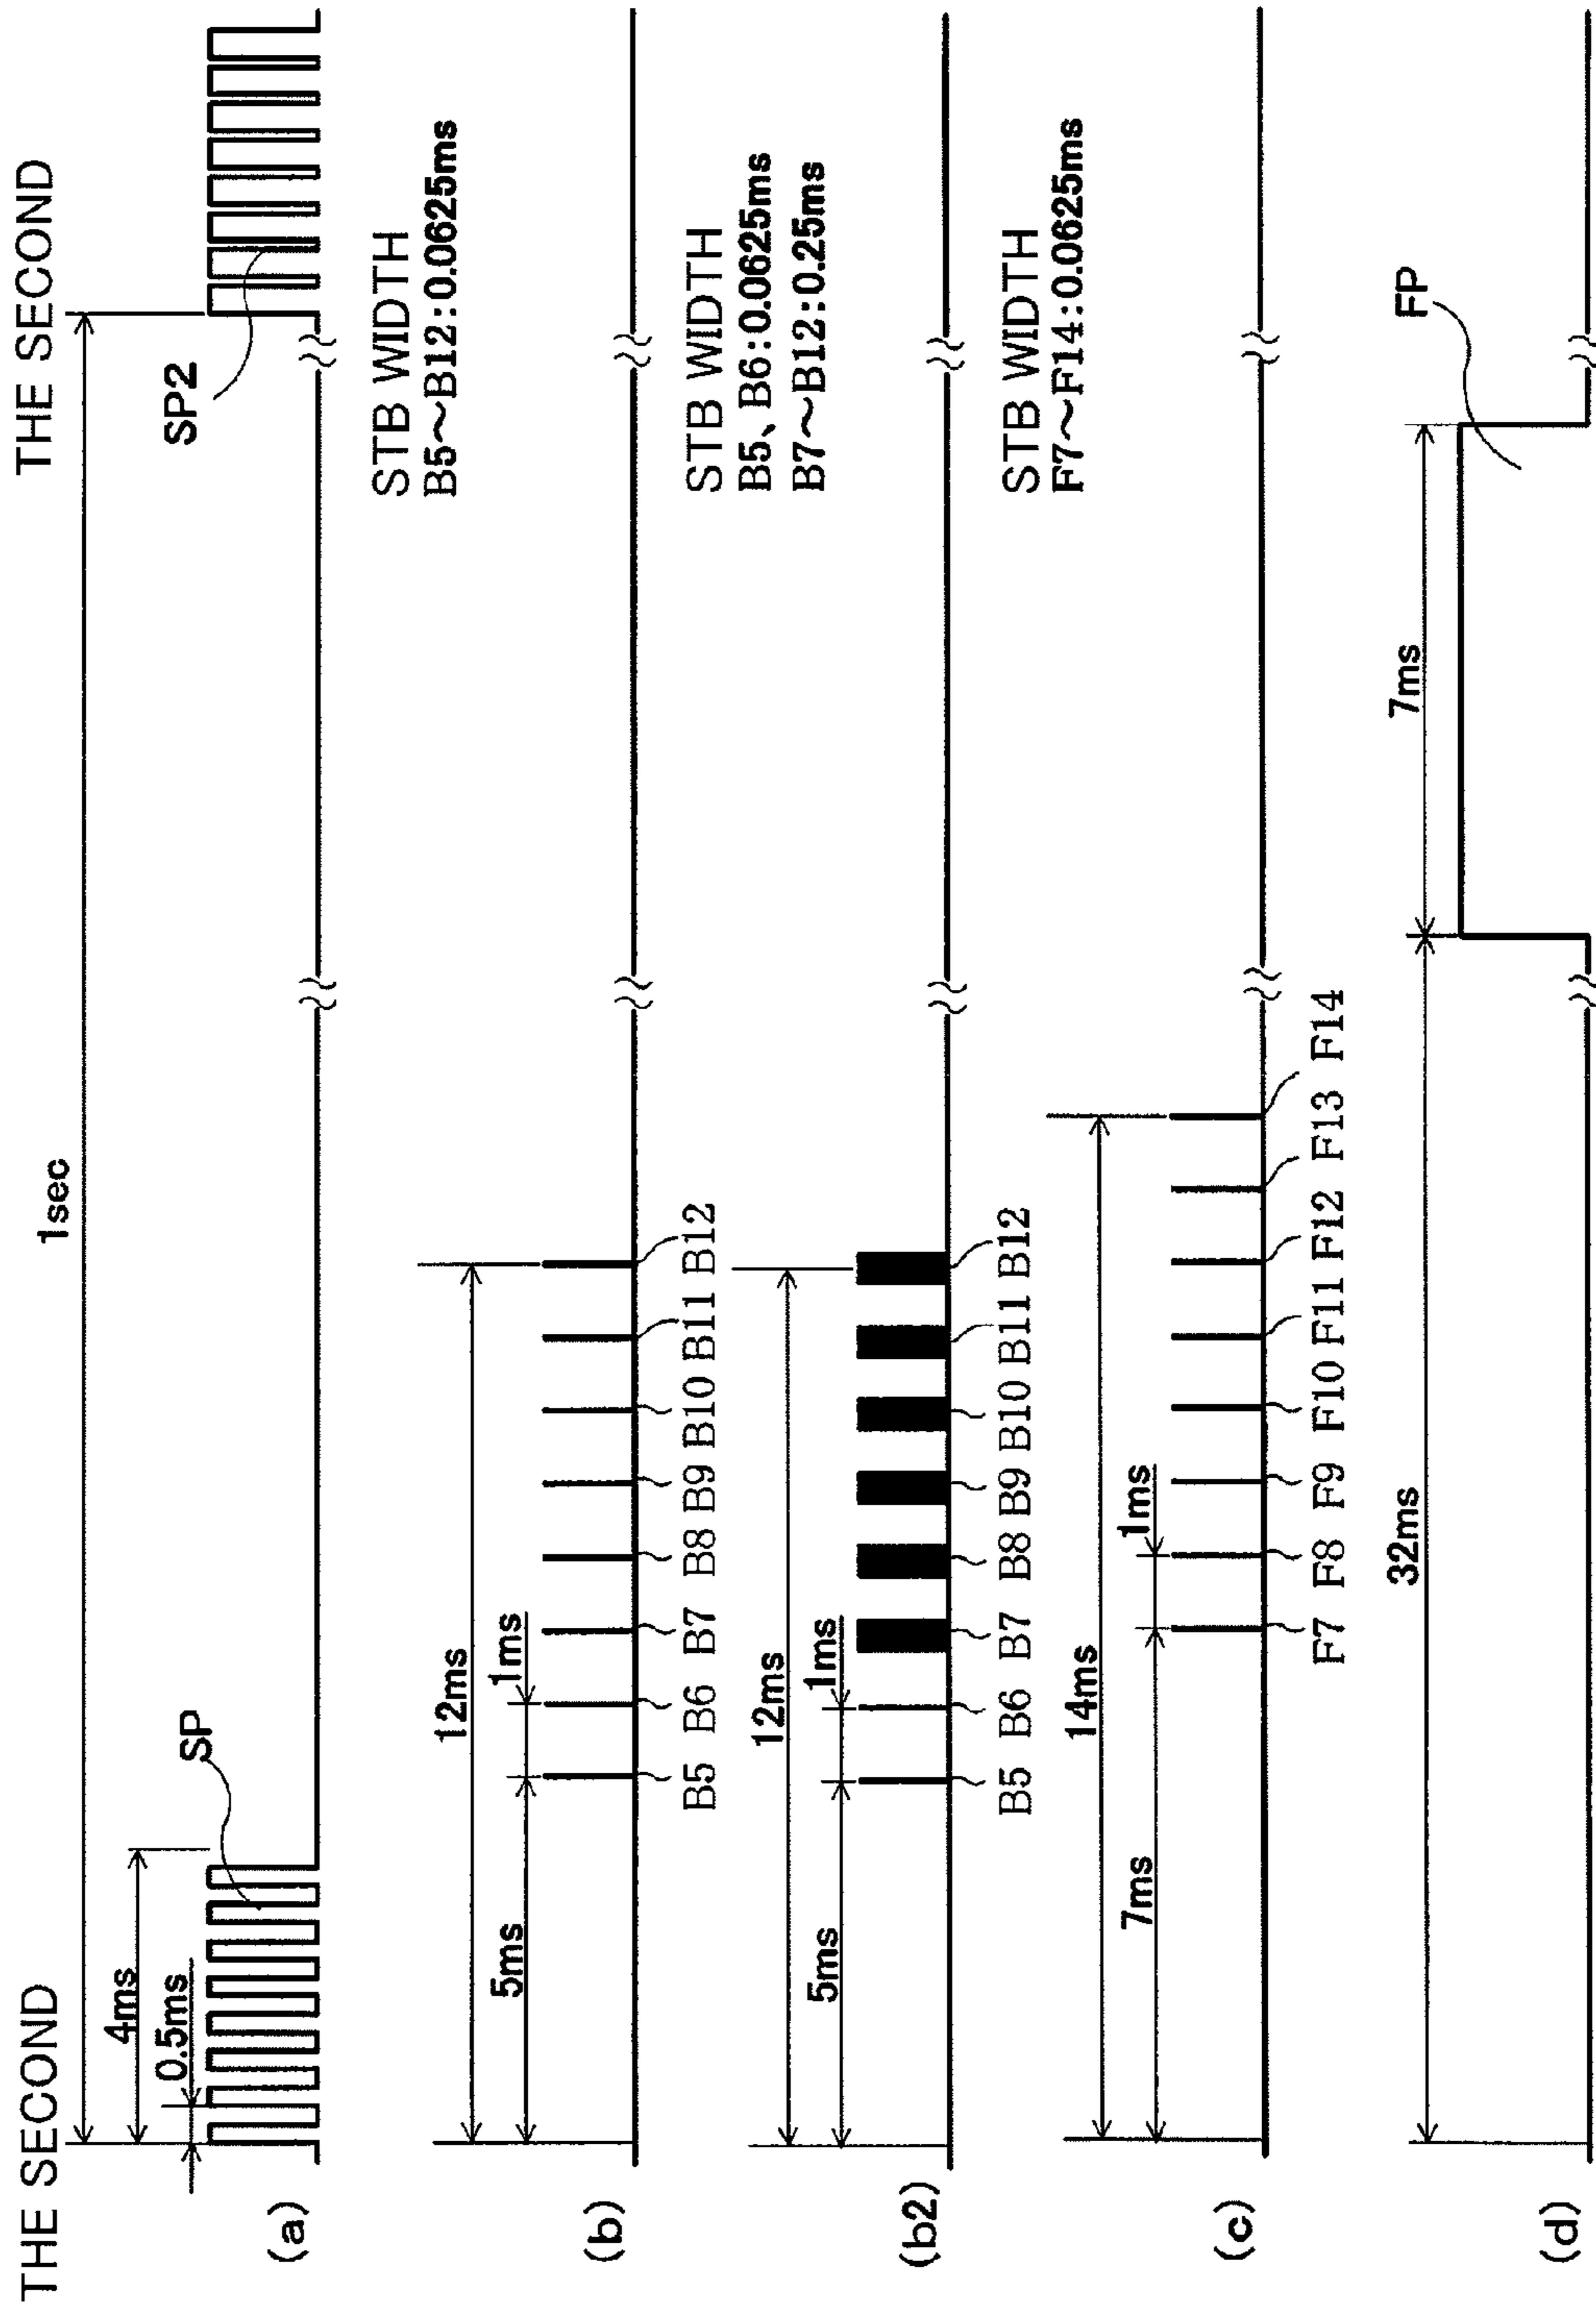 THE SECOND
THE SECOND
1sec
4ms
0.5ms
SP
SP2
(a)
STB WIDTH
B5~B12:0.0625ms
12ms
5ms
1ms
(b)
B5 B6 B7 B8 B9 B10 B11 B12
STB WIDTH
B5、B6:0.0625ms
B7~B12:0.25ms
12ms
5ms
1ms
(b2)
B5 B6 B7 B8 B9 B10 B11 B12
STB WIDTH
F7~F14:0.0625ms
14ms
7ms
1ms
(c)
F7 F8 F9 F10 F11 F12 F13 F14
32ms
7ms
FP
(d)